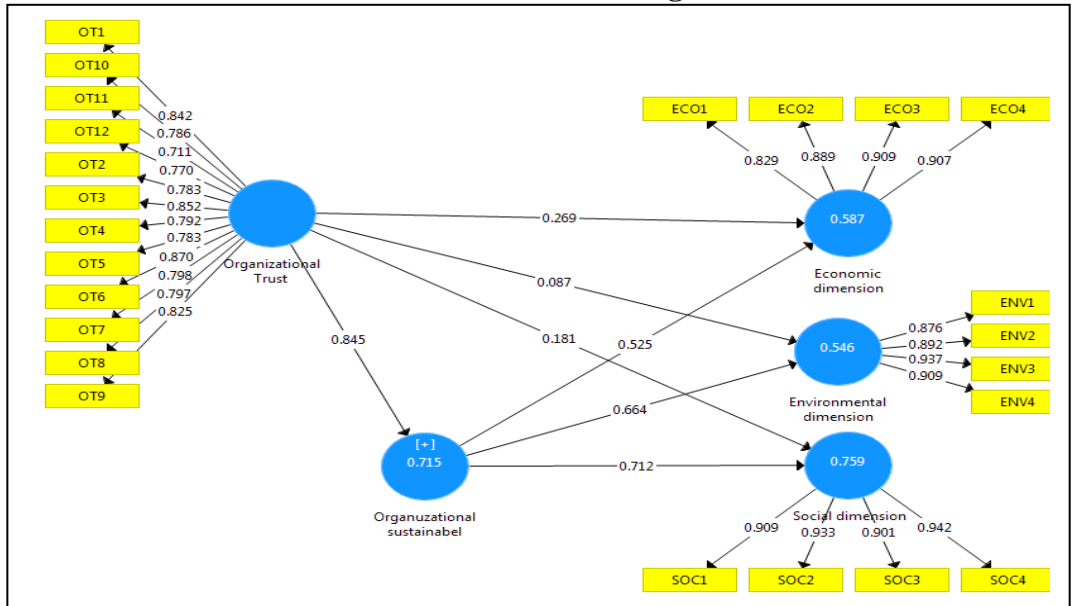 OT1
OT10
OT11
OT12
OT2
OT3
OT4
OT5
OT6
OT7
OT8
OT9
0.842
0.786
0.711
0.770
0.783
0.852
0.792
0.783
0.870
0.798
0.797
0.825
Organizational
Trust
0.269
0.087
0.181
0.845
0.525
0.664
0.712
[+]
0.715
Organuzational
sustainabel
ECO1
ECO2
ECO3
ECO4
0.829
0.889
0.909
0.907
0.587
Economic
dimension
0.546
Environmental
dimension
0.876
0.892
0.937
0.909
ENV1
ENV2
ENV3
ENV4
0.759
Social dimension
0.909
0.933
0.901
0.942
SOC1
SOC2
SOC3
SOC4